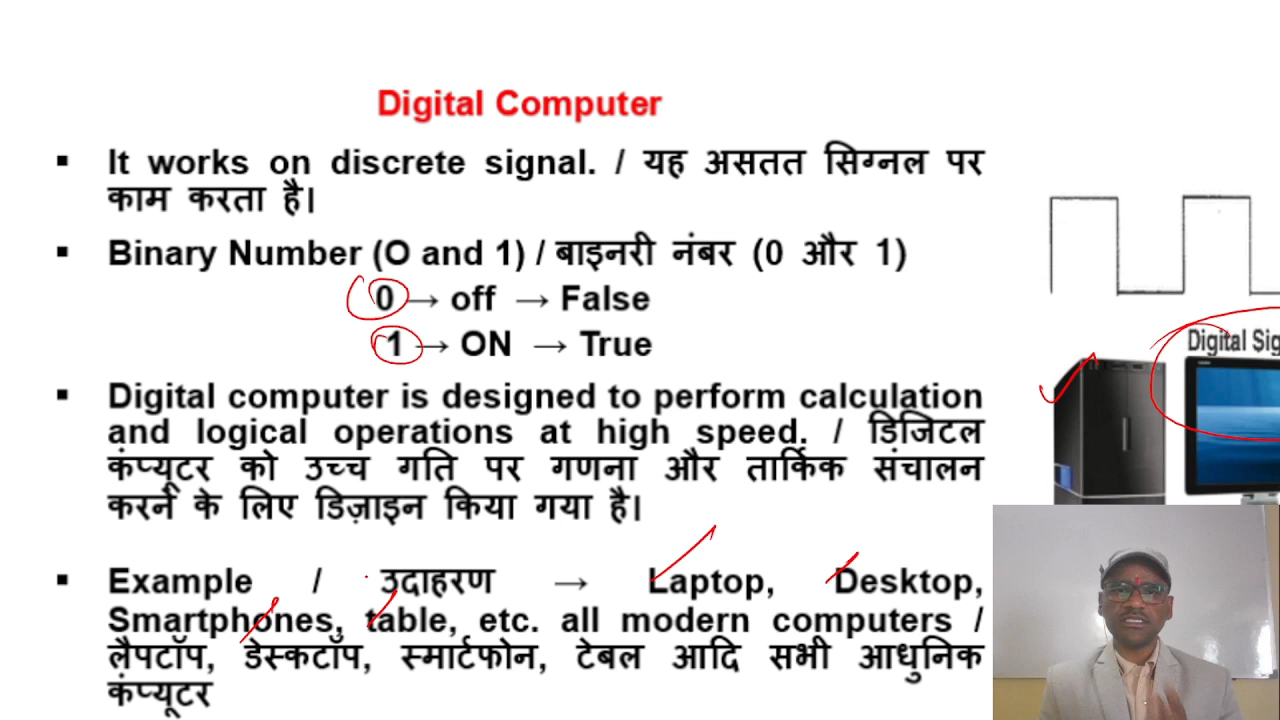 Digital Computer
▪ It works on discrete signal. / यह असतत सिग्नल पर
काम करता है।
▪ Binary Number (O and 1) / बाइनरी नंबर (0 और 1)
0 → off → False
1 → ON → True
Digital Sig
▪ Digital computer is designed to perform calculation
and logical operations at high speed. / डिजिटल
कंप्यूटर को उच्च गति पर गणना और तार्किक संचालन
करने के लिए डिज़ाइन किया गया है।
▪ Example / उदाहरण → Laptop, Desktop,
Smartphones, table, etc. all modern computers /
लैपटॉप, डेस्कटॉप, स्मार्टफोन, टेबल आदि सभी आधुनिक
कंप्यूटर